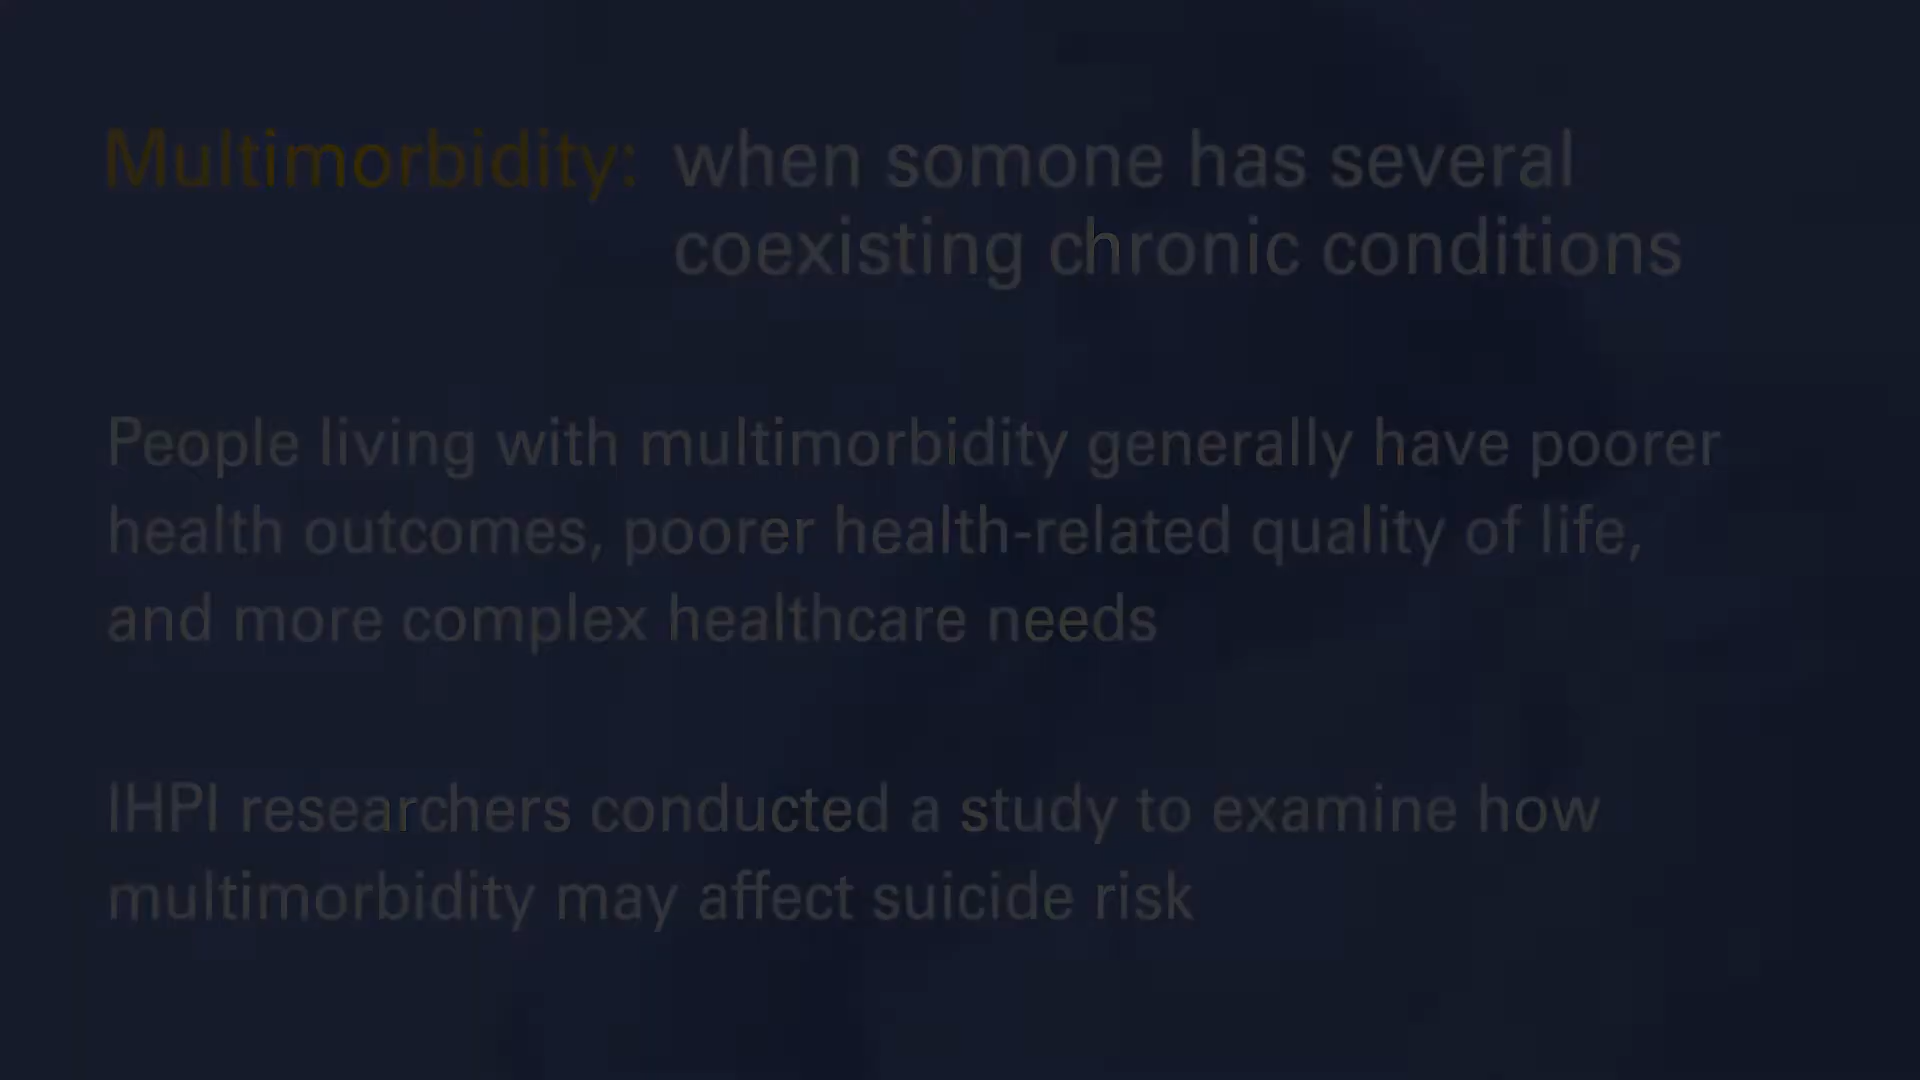 Multimorbidity: when somone has several
coexisting chronic conditions
People living with multimorbidity generally have poorer
health outcomes, poorer health-related quality of life,
and more complex healthcare needs
IHPI researchers conducted a study to examine how
multimorbidity may affect suicide risk